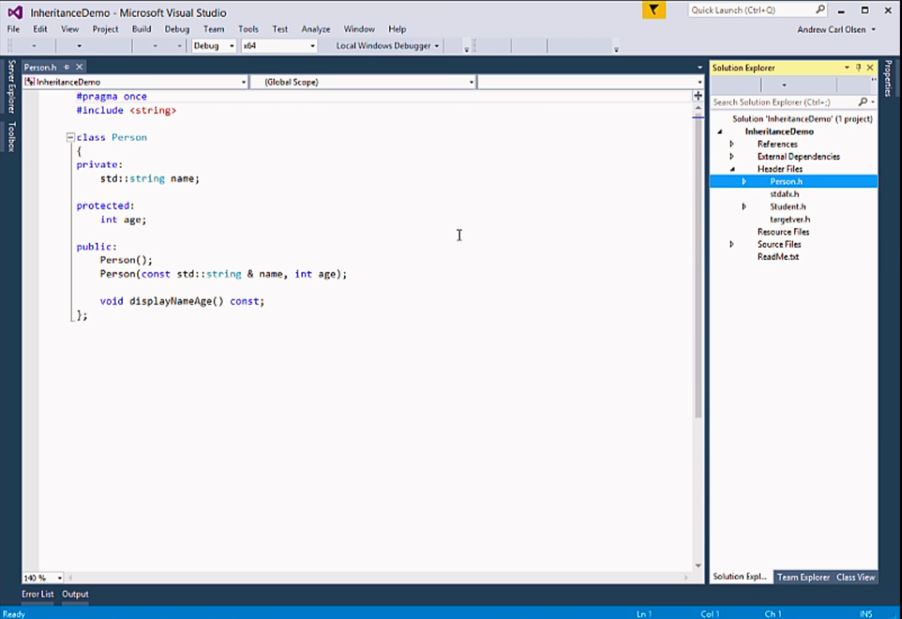 InheritanceDemo - Microsoft Visual Studio
Quick Launch (Ctrl+Q)
File Edit View Project Build Debug Team Tools Test Analyze Window Help
Andrew Carl Olsen
Debug x64 Local Windows Debugger
Server Explorer
Toolbox
Person.h
InheritanceDemo (Global Scope)
#pragma once
#include <string>
class Person
{
private:
std::string name;
protected:
int age;
public:
Person();
Person(const std::string & name, int age);
void displayNameAge() const;
};
140 %
Solution Explorer
Search Solution Explorer (Ctrl+;)
Solution 'InheritanceDemo' (1 project)
InheritanceDemo
References
External Dependencies
Header Files
Person.h
stdafx.h
Student.h
targetver.h
Resource Files
Source Files
ReadMe.txt
Solution Expl... Team Explorer Class View
Properties
Error List Output
Ready Ln 1 Col 1 Ch 1 INS